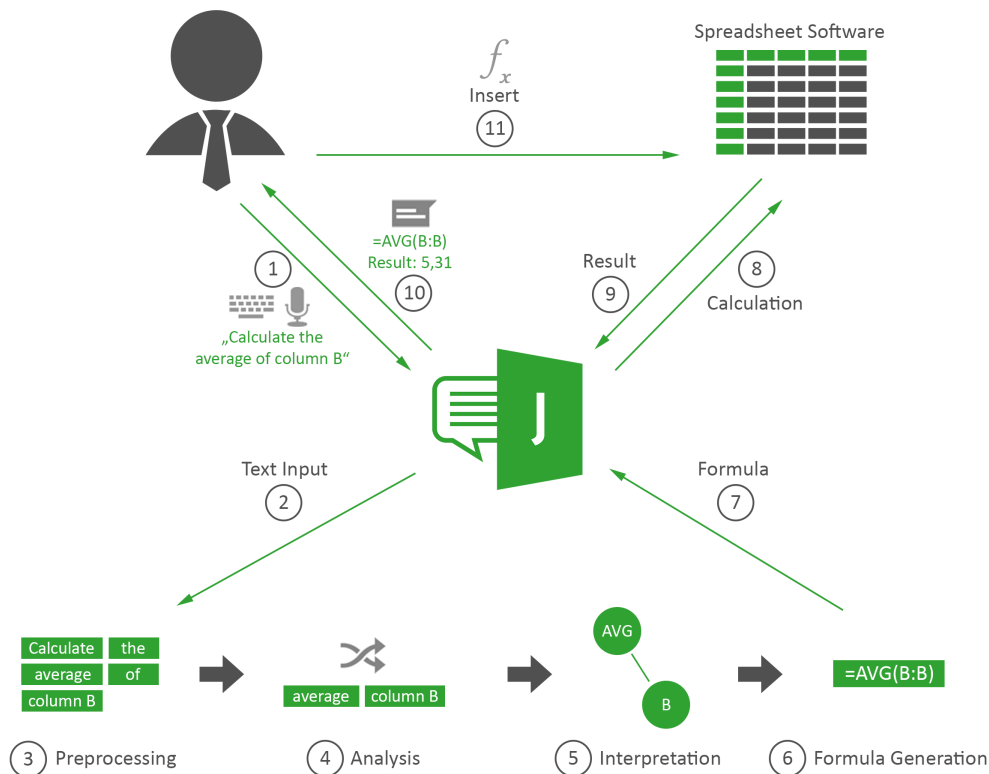 Spreadsheet Software
fx
Insert
11
=AVG(B:B)
Result: 5,31
10
1
„Calculate the
average of column B“
Result
9
8
Calculation
J
Text Input
2
Formula
7
Calculate the
average of
column B
average column B
AVG
B
=AVG(B:B)
3 Preprocessing
4 Analysis
5 Interpretation
6 Formula Generation